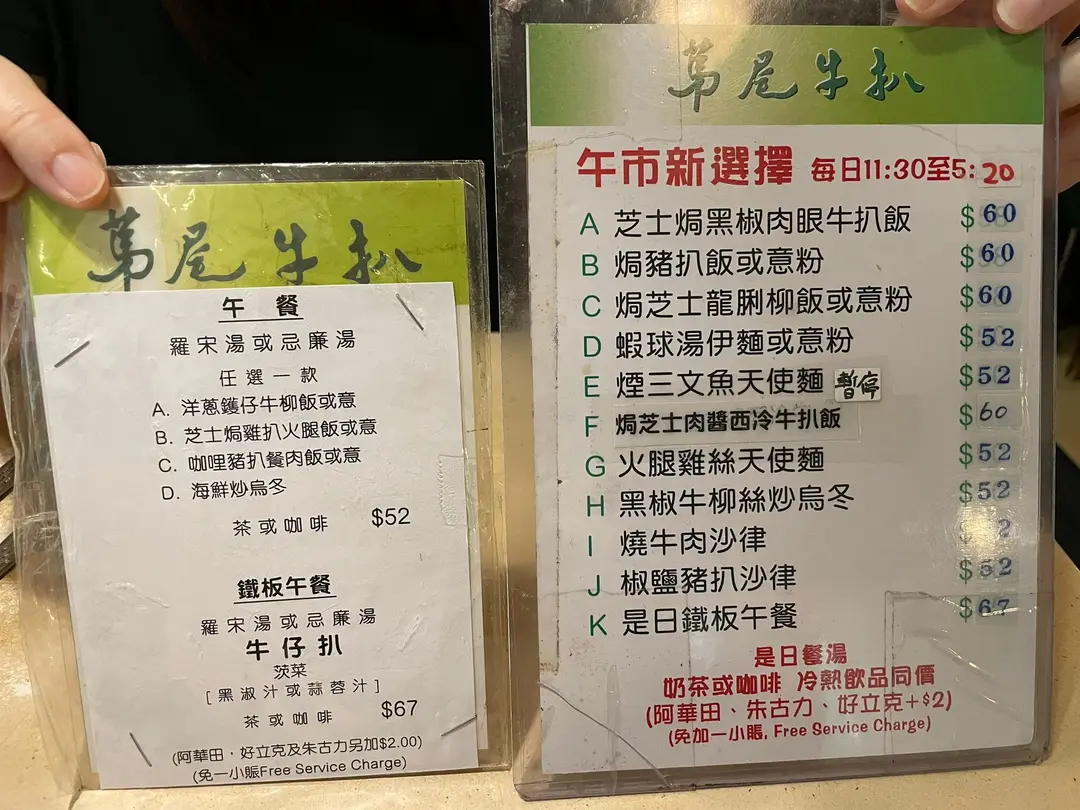 萬尾牛扒
午餐
羅宋湯或忌廉湯
任選一款
A. 洋蔥鑊仔牛柳飯或意
B. 芝士焗雞扒火腿飯或意
C. 咖哩豬扒餐肉飯或意
D. 海鮮炒烏冬
茶或咖啡 $52
鐵板午餐
羅宋湯或忌廉湯
牛仔扒
茨菜
[黑淑汁或蒜蓉汁]
茶或咖啡 $67
(阿華田，好立克及朱古力另加$2.00)
(免一小賬Free Service Charge)
萬尾牛扒
午市新選擇 每日11:30至5:20
A 芝士焗黑椒肉眼牛扒飯 $60
B 焗豬扒飯或意粉 $60
C 焗芝士龍脷柳飯或意粉 $60
D 蝦球湯伊麵或意粉 $52
E 煙三文魚天使麵 暫停 $52
F 焗芝士肉醬西冷牛扒飯 $60
G 火腿雞絲天使麵 $52
H 黑椒牛柳絲炒烏冬 $52
I 燒牛肉沙律
J 椒鹽豬扒沙律 $52
K 是日鐵板午餐 $67
是日餐湯
奶茶或咖啡 冷熱飲品同價
(阿華田、朱古力、好立克+$2)
(免加一小賬, Free Service Charge)